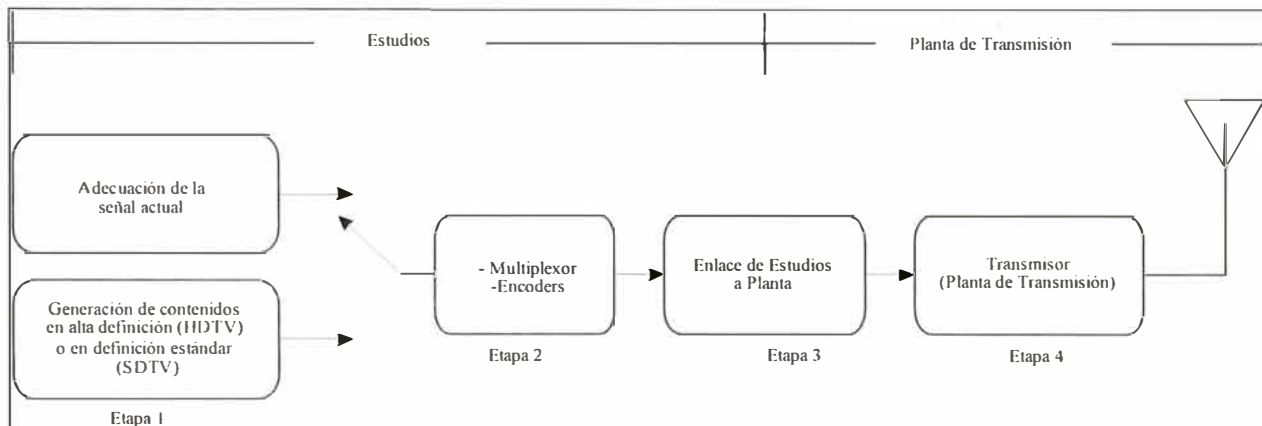 Estudios
Planta de Transmisión
Adecuación de la
señal actual
Generación de contenidos
en alta definición (HDTV)
o en definición estándar
(SDTV)
Etapa 1
- Multiplexor
-Encoders
Etapa 2
Enlace de Estudios
a Planta
Etapa 3
Transmisor
(Planta de Transmisión)
Etapa 4